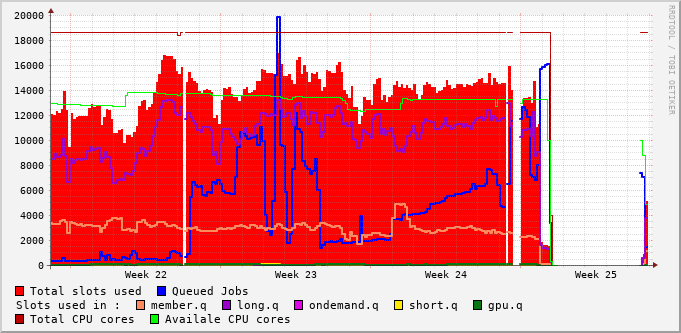 20000
18000
16000
14000
12000
10000
8000
6000
4000
2000
0
Week 22 Week 23 Week 24 Week 25
RRDTOOL / TOBI OETIKER
Total slots used Queued Jobs
Slots used in : member.q long.q ondemand.q short.q gpu.q
Total CPU cores Availale CPU cores